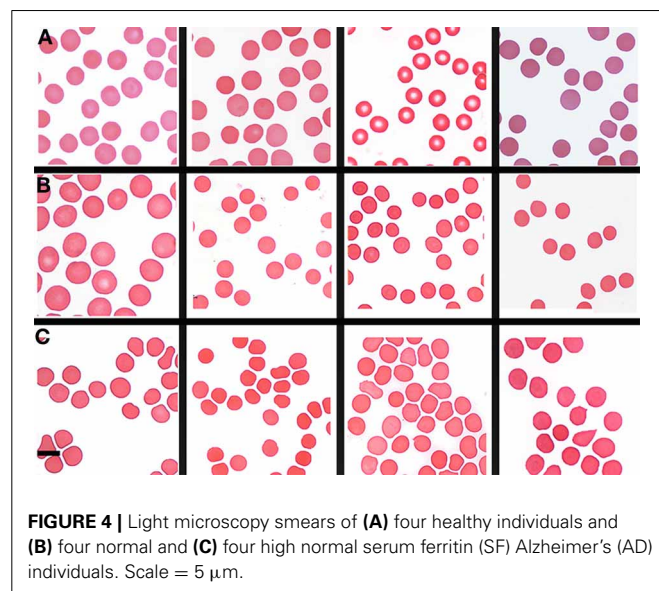 A
B
C
FIGURE 4 | Light microscopy smears of (A) four healthy individuals and
(B) four normal and (C) four high normal serum ferritin (SF) Alzheimer's (AD)
individuals. Scale = 5 μm.